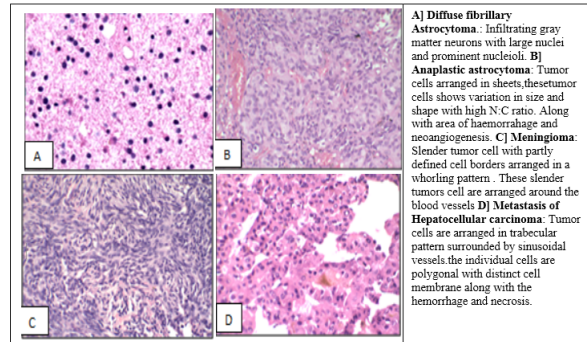 A] Diffuse fibrillary
Astrocytoma.: Infiltrating gray
matter neurons with large nuclei
and prominent nucleioli. B]
Anaplastic astrocytoma: Tumor
cells arranged in sheets,thesetumor
cells shows variation in size and
shape with high N:C ratio. Along
with area of haemorrahage and
neoangiogenesis. C] Meningioma:
Slender tumor cell with partly
defined cell borders arranged in a
whorling pattern . These slender
tumors cell are arranged around the
blood vessels D] Metastasis of
Hepatocellular carcinoma: Tumor
cells are arranged in trabecular
pattern surrounded by sinusoidal
vessels.the individual cells are
polygonal with distinct cell
membrane along with the
hemorrhage and necrosis.
A
B
C
D